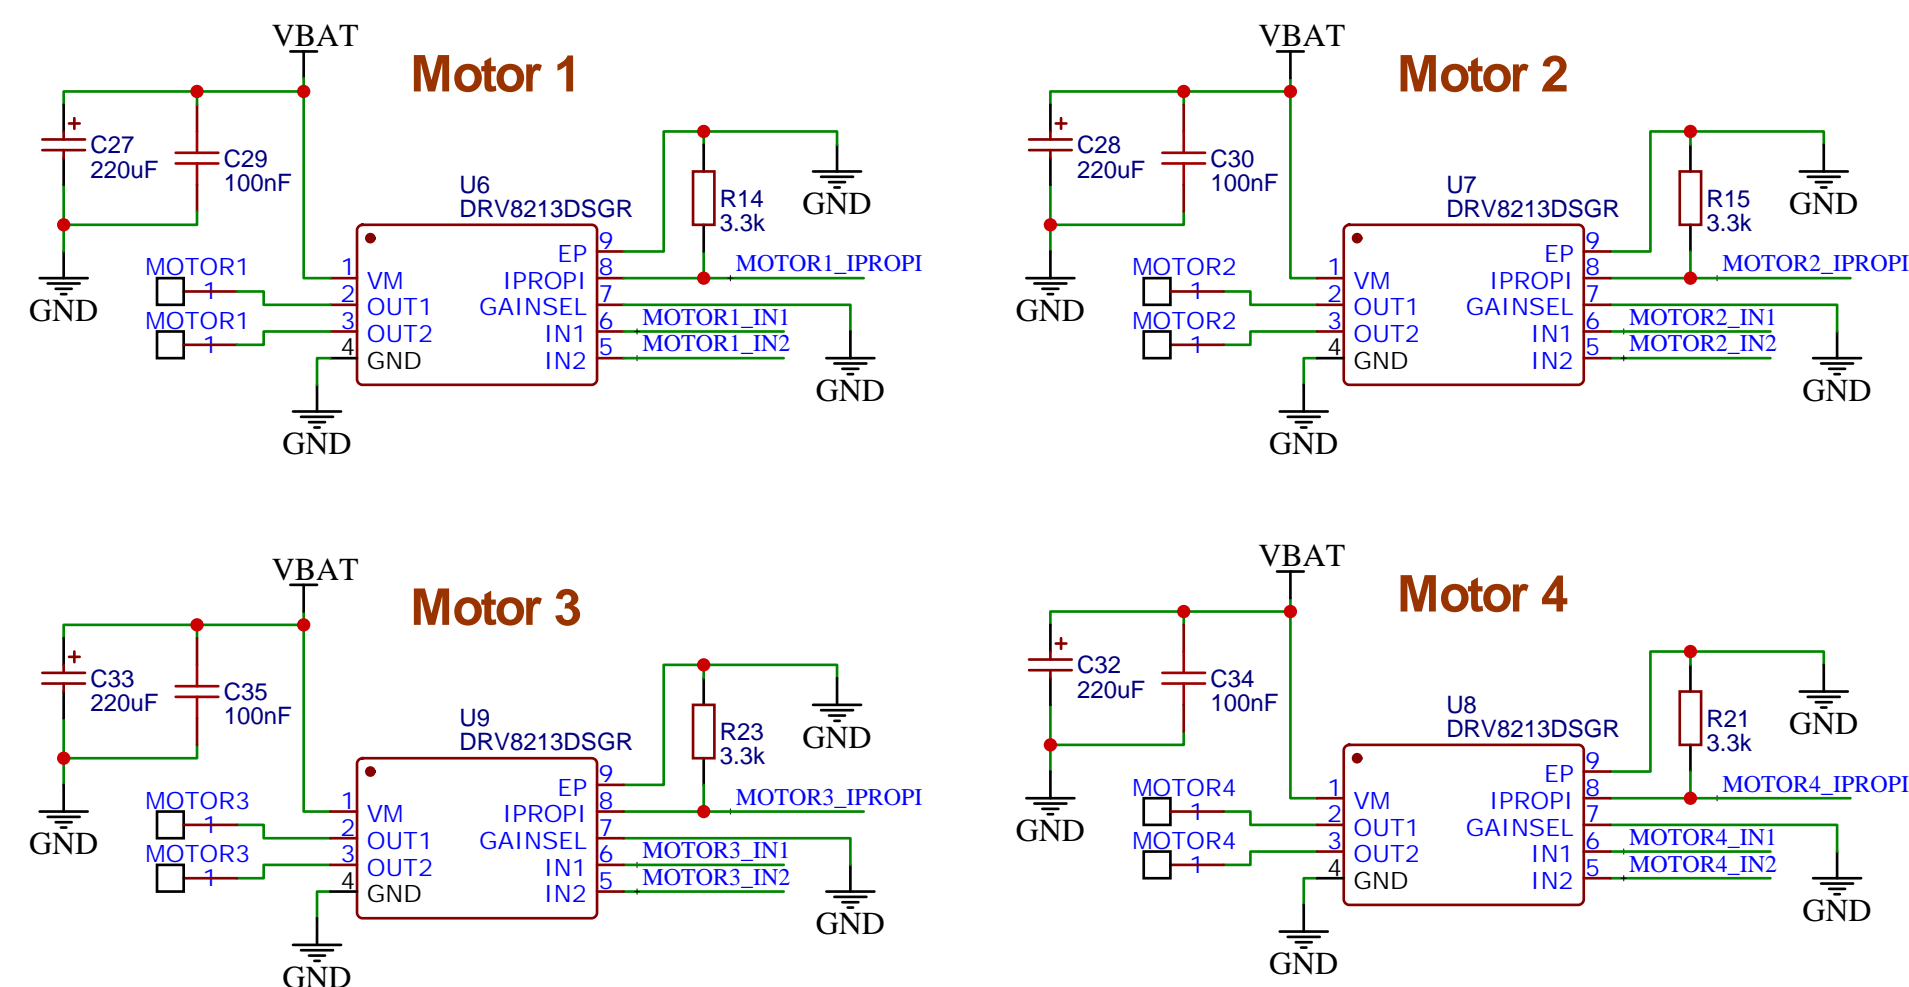 VBAT
Motor 1
C27
220uF
C29
100nF
U6
DRV8213DSGR
R14
3.3k
GND
GND
MOTOR1
1
MOTOR1
1
1
2
3
4
VM
OUT1
OUT2
GND
EP
IPROPI
GAINSEL
IN1
IN2
9
8
7
6
5
MOTOR1_IPROPI
MOTOR1_IN1
MOTOR1_IN2
GND
GND
VBAT
Motor 2
C28
220uF
C30
100nF
U7
DRV8213DSGR
R15
3.3k
GND
GND
MOTOR2
1
MOTOR2
1
1
2
3
4
VM
OUT1
OUT2
GND
EP
IPROPI
GAINSEL
IN1
IN2
9
8
7
6
5
MOTOR2_IPROPI
MOTOR2_IN1
MOTOR2_IN2
GND
GND
VBAT
Motor 3
C33
220uF
C35
100nF
U9
DRV8213DSGR
R23
3.3k
GND
GND
MOTOR3
1
MOTOR3
1
1
2
3
4
VM
OUT1
OUT2
GND
EP
IPROPI
GAINSEL
IN1
IN2
9
8
7
6
5
MOTOR3_IPROPI
MOTOR3_IN1
MOTOR3_IN2
GND
GND
VBAT
Motor 4
C32
220uF
C34
100nF
U8
DRV8213DSGR
R21
3.3k
GND
GND
MOTOR4
1
MOTOR4
1
1
2
3
4
VM
OUT1
OUT2
GND
EP
IPROPI
GAINSEL
IN1
IN2
9
8
7
6
5
MOTOR4_IPROPI
MOTOR4_IN1
MOTOR4_IN2
GND
GND